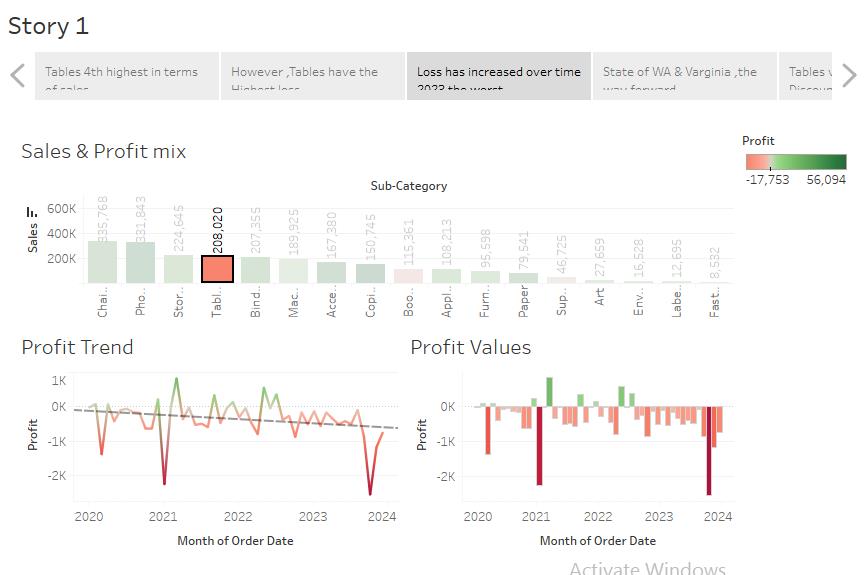 Story 1
Tables 4th highest in terms
of sales
However ,Tables have the
Highest loss
Loss has increased over time
2023 the worst
State of WA & Varginia ,the
way forward
Tables
Discoun
Sales & Profit mix
Profit
-17,753 56,094
Sub-Category
Sales
600K
400K
200K
335,768
331,843
224,645
208,020
207,355
189,925
167,380
150,745
115,361
108,213
95,598
79,541
46,725
27,659
16,528
12,695
8,532
Chai..
Pho..
Stor..
Tabl..
Bind..
Mac..
Acce..
Copi..
Boo..
Appl..
Furn..
Paper
Sup..
Art
Env..
Labe..
Fast..
Profit Trend
Profit
1K
0K
-1K
-2K
2020 2021 2022 2023 2024
Month of Order Date
Profit Values
Profit
0K
-1K
-2K
2020 2021 2022 2023 2024
Month of Order Date
Activate Windows